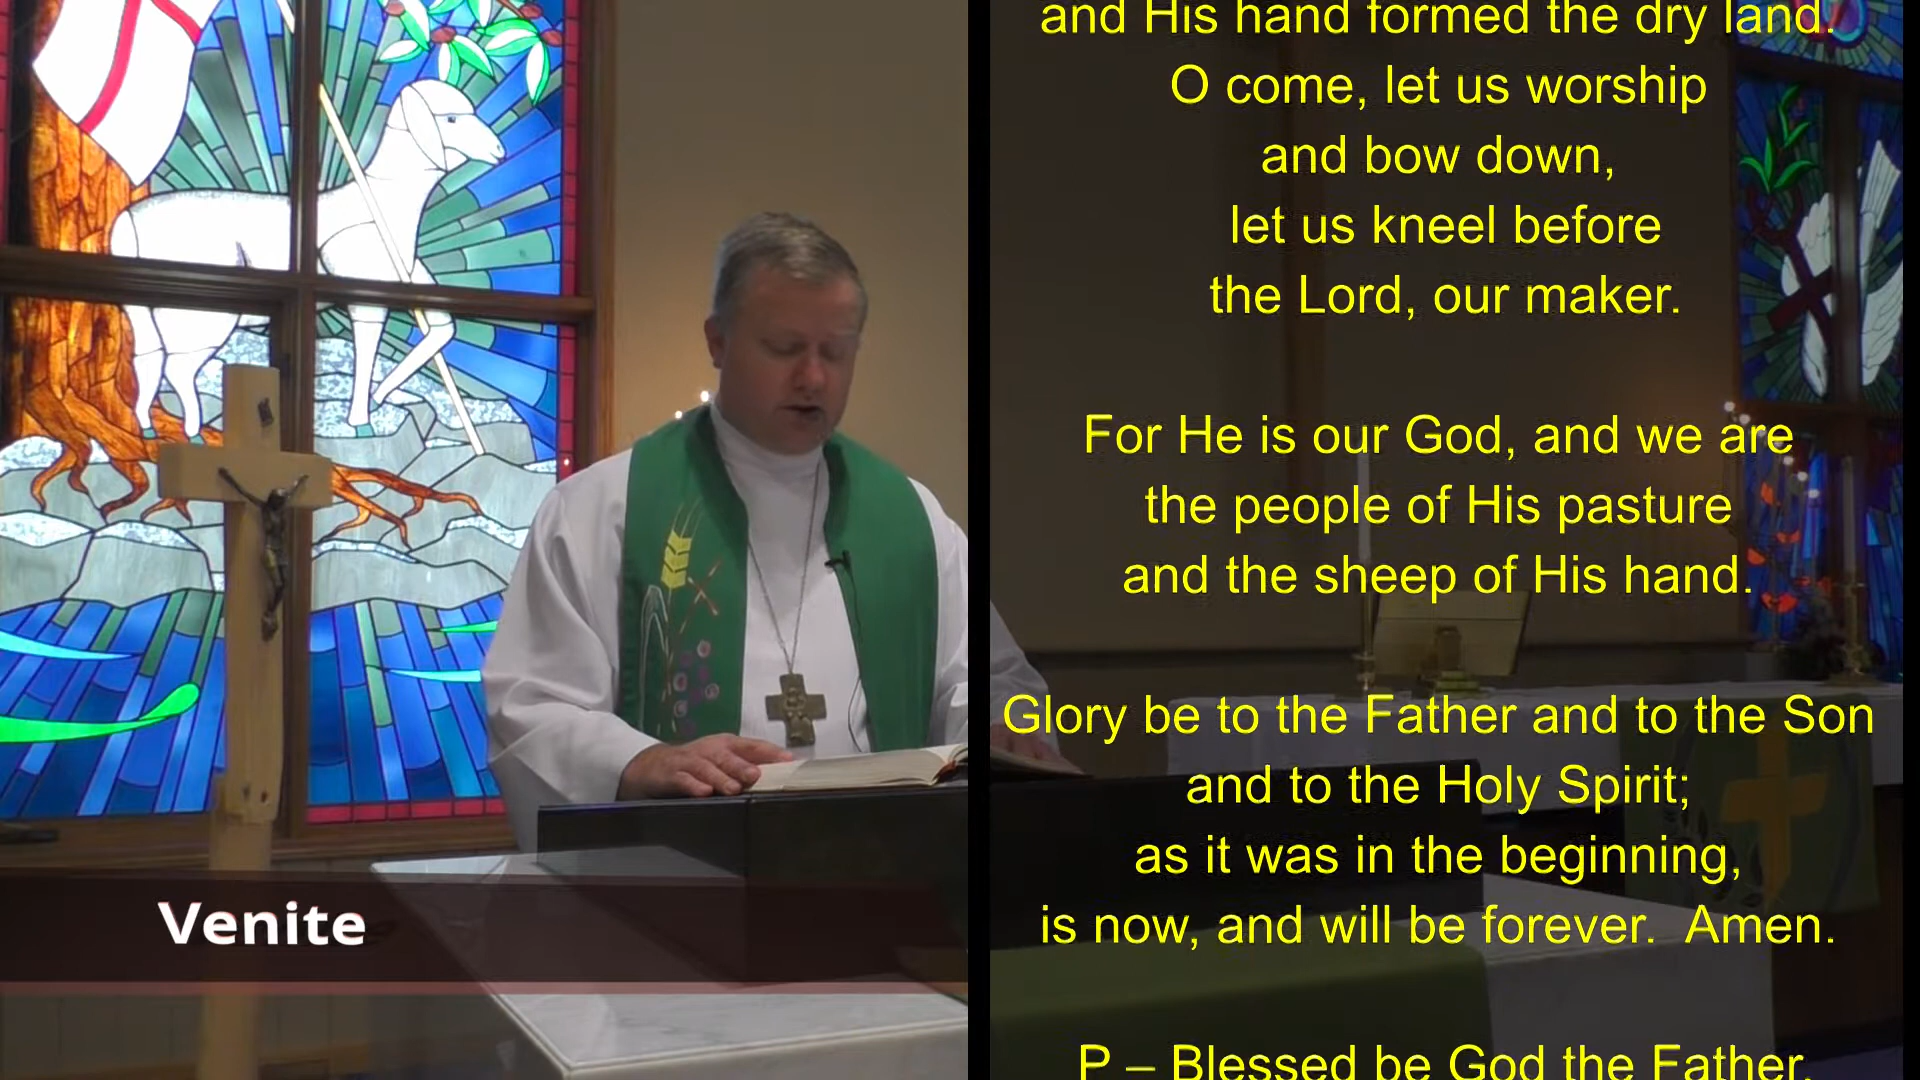 and His hand formed the dry land.
O come, let us worship
and bow down,
let us kneel before
the Lord, our maker.
For He is our God, and we are
the people of His pasture
and the sheep of His hand.
Glory be to the Father and to the Son
and to the Holy Spirit;
as it was in the beginning,
is now, and will be forever.  Amen.
P – Blessed be God the Father,
Venite